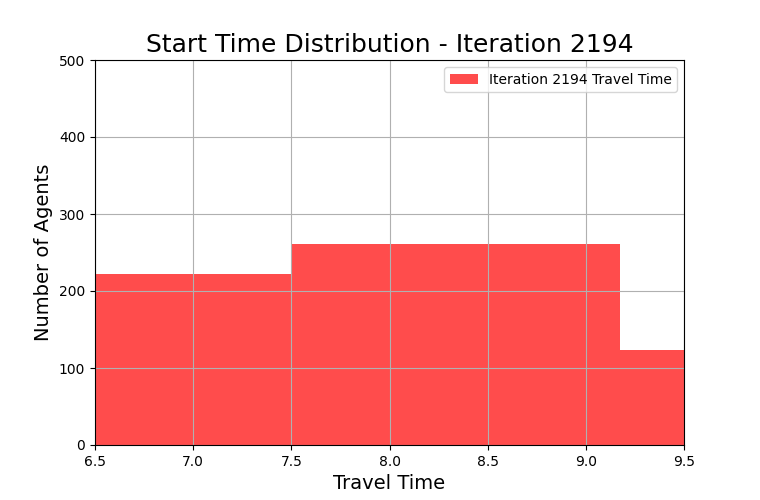 Start Time Distribution - Iteration 2194
500
400
300
200
100
0
Number of Agents
Iteration 2194 Travel Time
6.5 7.0 7.5 8.0 8.5 9.0 9.5
Travel Time